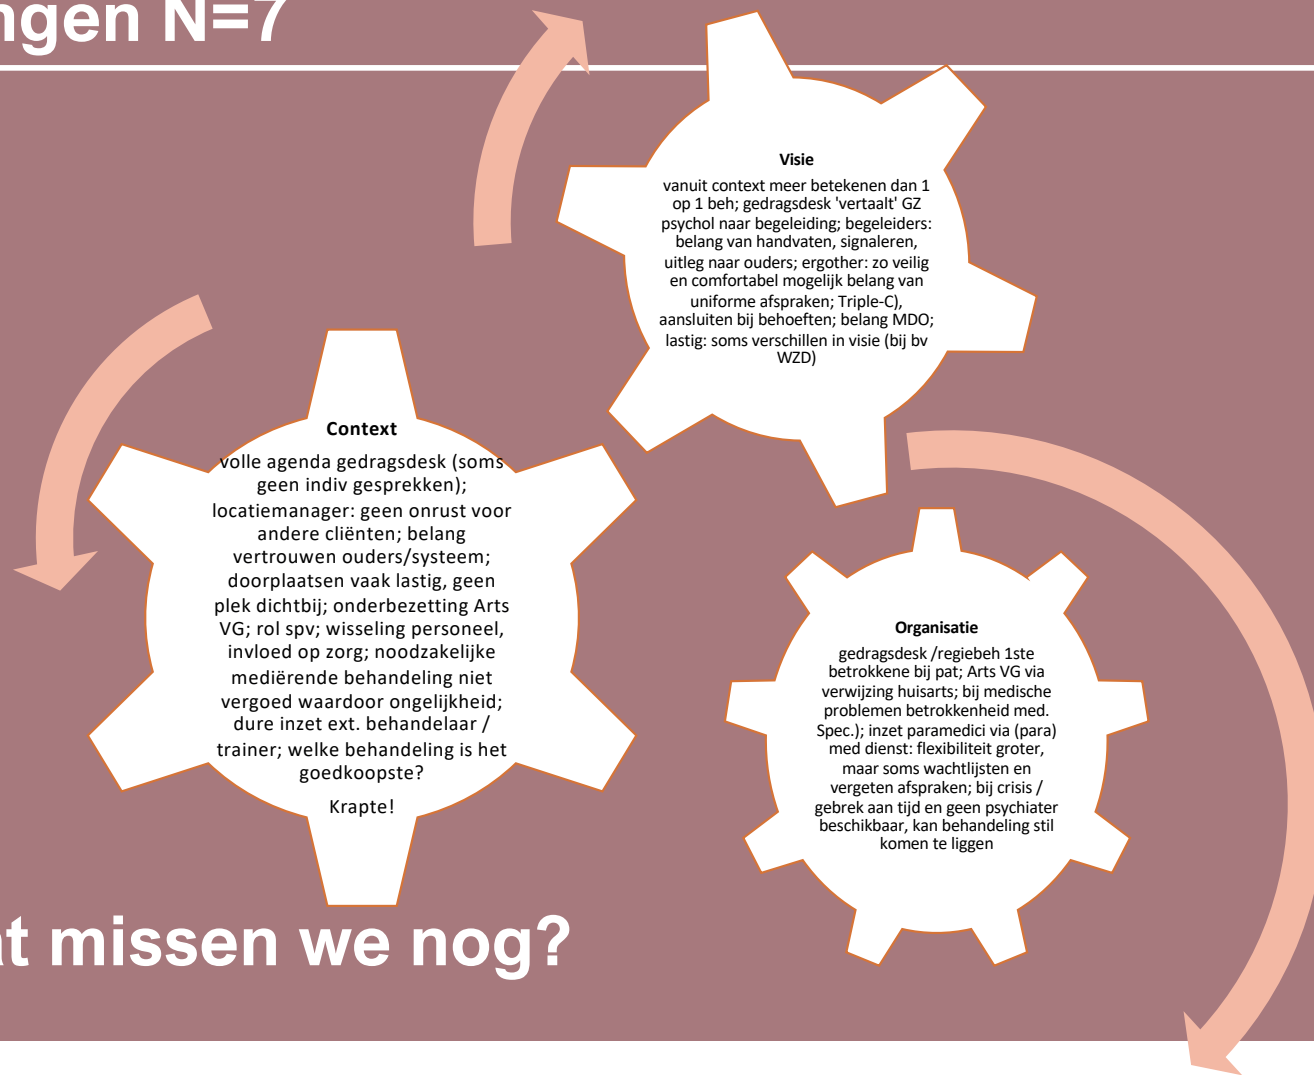 ngen N=7
Visie
vanuit context meer betekenen dan 1
op 1 beh; gedragsdesk 'vertaalt' GZ
psychol naar begeleiding; begeleiders:
belang van handvaten, signaleren,
uitleg naar ouders; ergother: zo veilig
en comfortabel mogelijk belang van
uniforme afspraken; Triple-C),
aansluiten bij behoeften; belang MDO;
lastig: soms verschillen in visie (bij bv
WZD)
Context
volle agenda gedragsdesk (soms
geen indiv gesprekken);
locatiemanager: geen onrust voor
andere cliënten; belang
vertrouwen ouders/systeem;
doorplaatsen vaak lastig, geen
plek dichtbij; onderbezetting Arts
VG; rol spv; wisseling personeel,
invloed op zorg; noodzakelijke
mediërende behandeling niet
vergoed waardoor ongelijkheid;
dure inzet ext. behandelaar /
trainer; welke behandeling is het
goedkoopste?
Krapte!
Organisatie
gedragsdesk /regiebeh 1ste
betrokkene bij pat; Arts VG via
verwijzing huisarts; bij medische
problemen betrokkenheid med.
Spec.); inzet paramedici via (para)
med dienst: flexibiliteit groter,
maar soms wachtlijsten en
vergeten afspraken; bij crisis /
gebrek aan tijd en geen psychiater
beschikbaar, kan behandeling stil
komen te liggen
at missen we nog?